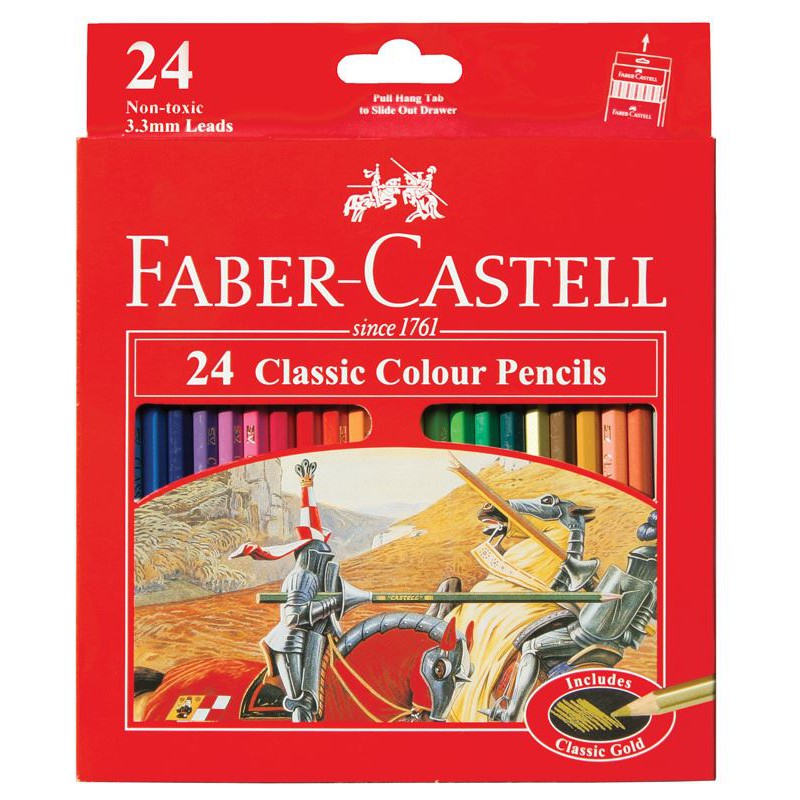 24
Non-toxic
3.3mm Leads
Pull Hang Tab
to Slide Out Drawer
FABER-CASTELL
FABER-CASTELL
FABER-CASTELL
since 1761
24 Classic Colour Pencils
"CASTELL"
Includes
Classic Gold